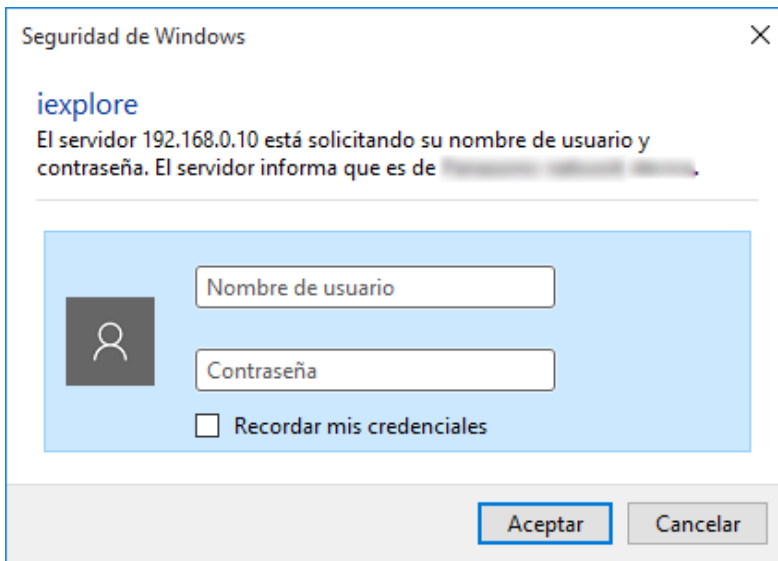 Seguridad de Windows
iexplore
El servidor 192.168.0.10 está solicitando su nombre de usuario y
contraseña. El servidor informa que es de
Nombre de usuario
Contraseña
Recordar mis credenciales
Aceptar
Cancelar